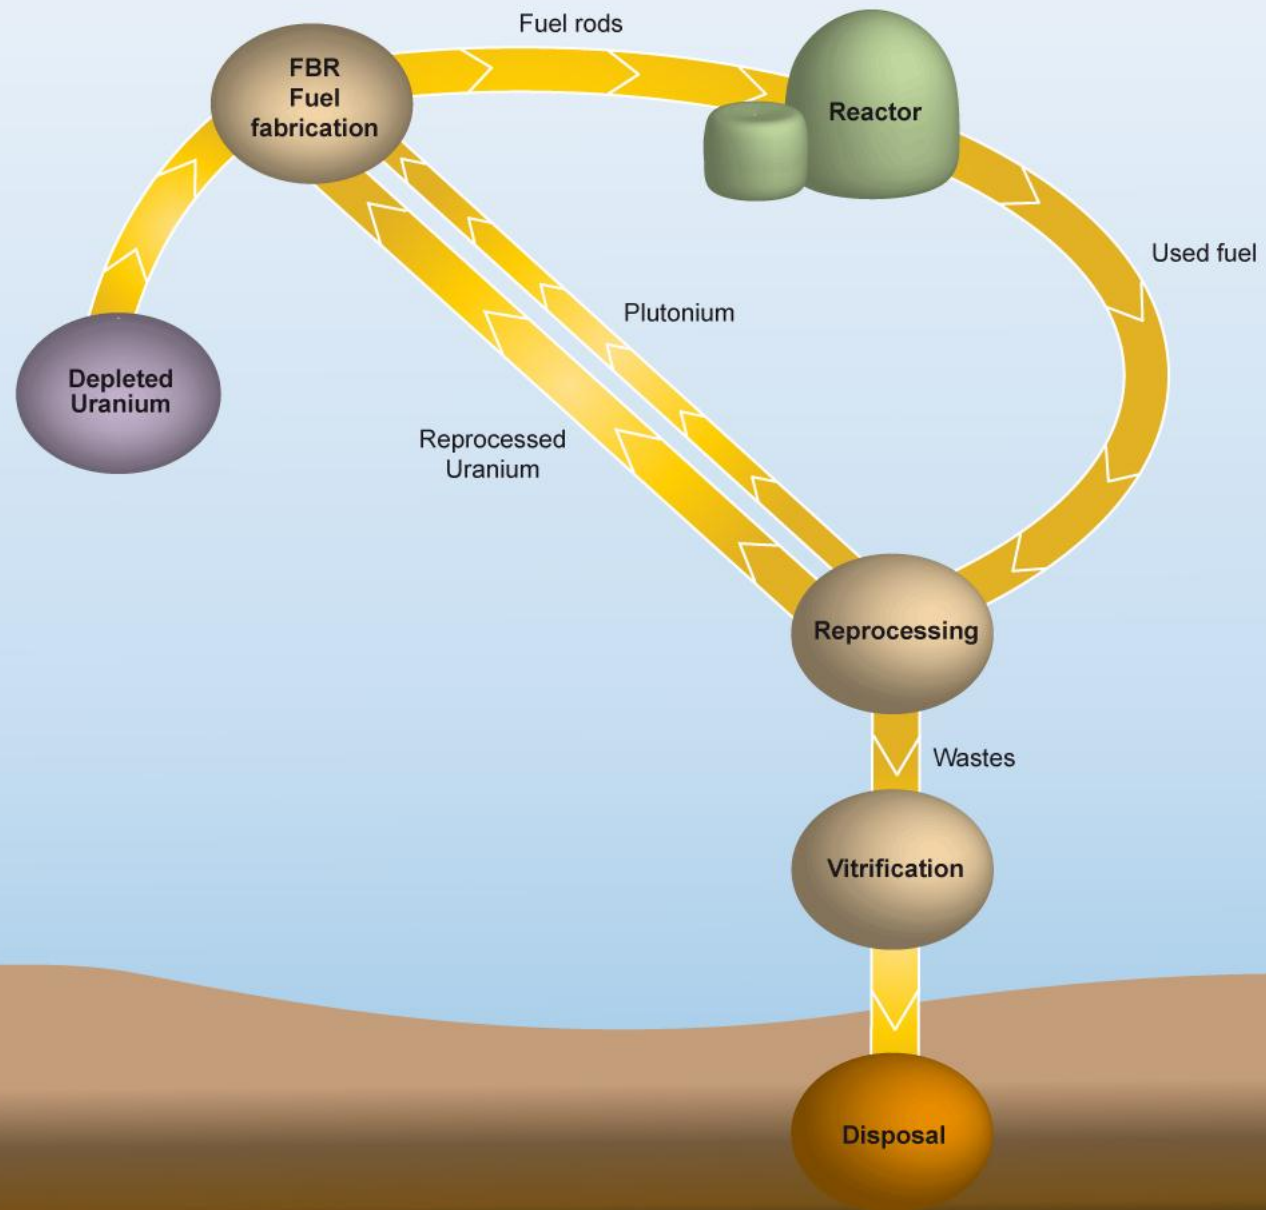 Fuel rods
FBR
Fuel
fabrication
Reactor
Used fuel
Plutonium
Depleted
Uranium
Reprocessed
Uranium
Reprocessing
Wastes
Vitrification
Disposal